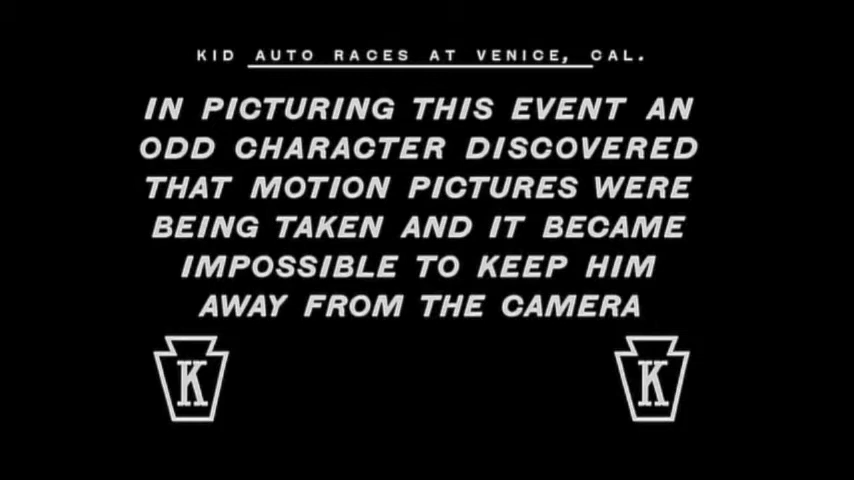 KID AUTO RACES AT VENICE, CAL.
IN PICTURING THIS EVENT AN
ODD CHARACTER DISCOVERED
THAT MOTION PICTURES WERE
BEING TAKEN AND IT BECAME
IMPOSSIBLE TO KEEP HIM
AWAY FROM THE CAMERA
K K